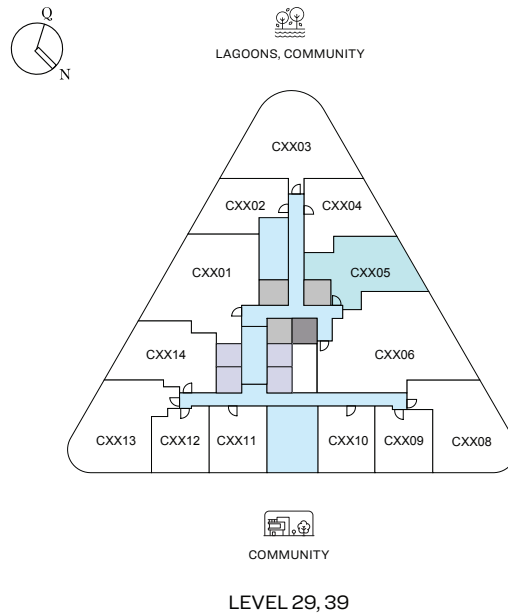 Q
N
LAGOONS, COMMUNITY
CXX03
CXX02
CXX04
CXX01
CXX05
CXX14
CXX06
CXX13
CXX12
CXX11
CXX10
CXX09
CXX08
COMMUNITY
LEVEL 29, 39